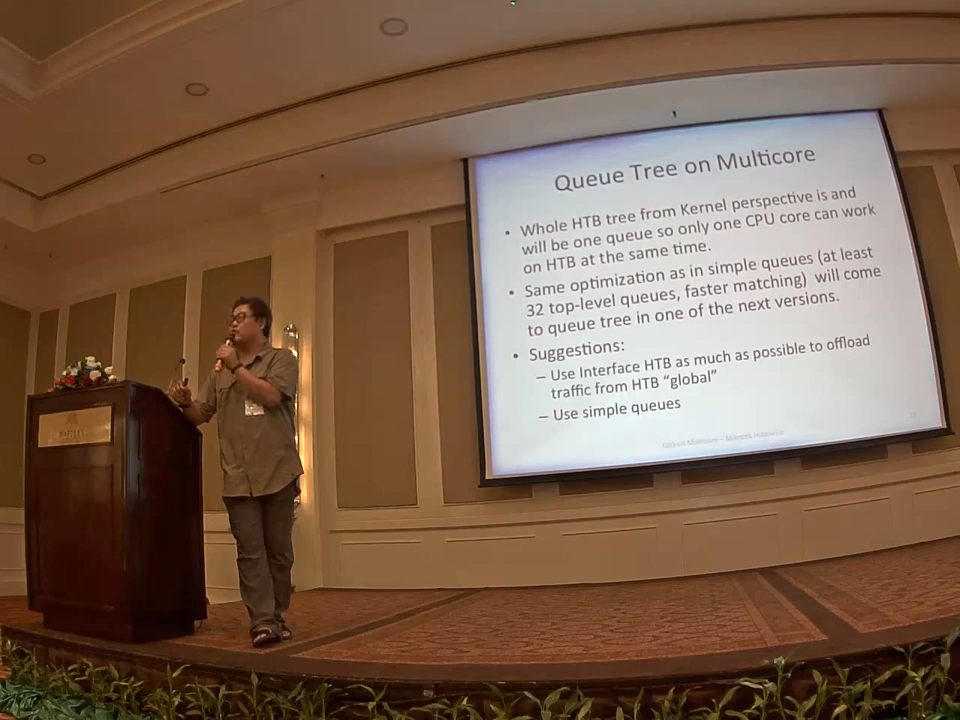 Queue Tree on Multicore
• Whole HTB tree from Kernel perspective is and
will be one queue so only one CPU core can work
on HTB at the same time.
• Same optimization as in simple queues (at least
32 top-level queues, faster matching) will come
to queue tree in one of the next versions.
• Suggestions:
– Use Interface HTB as much as possible to offload
traffic from HTB “global”
– Use simple queues
RAFFLES